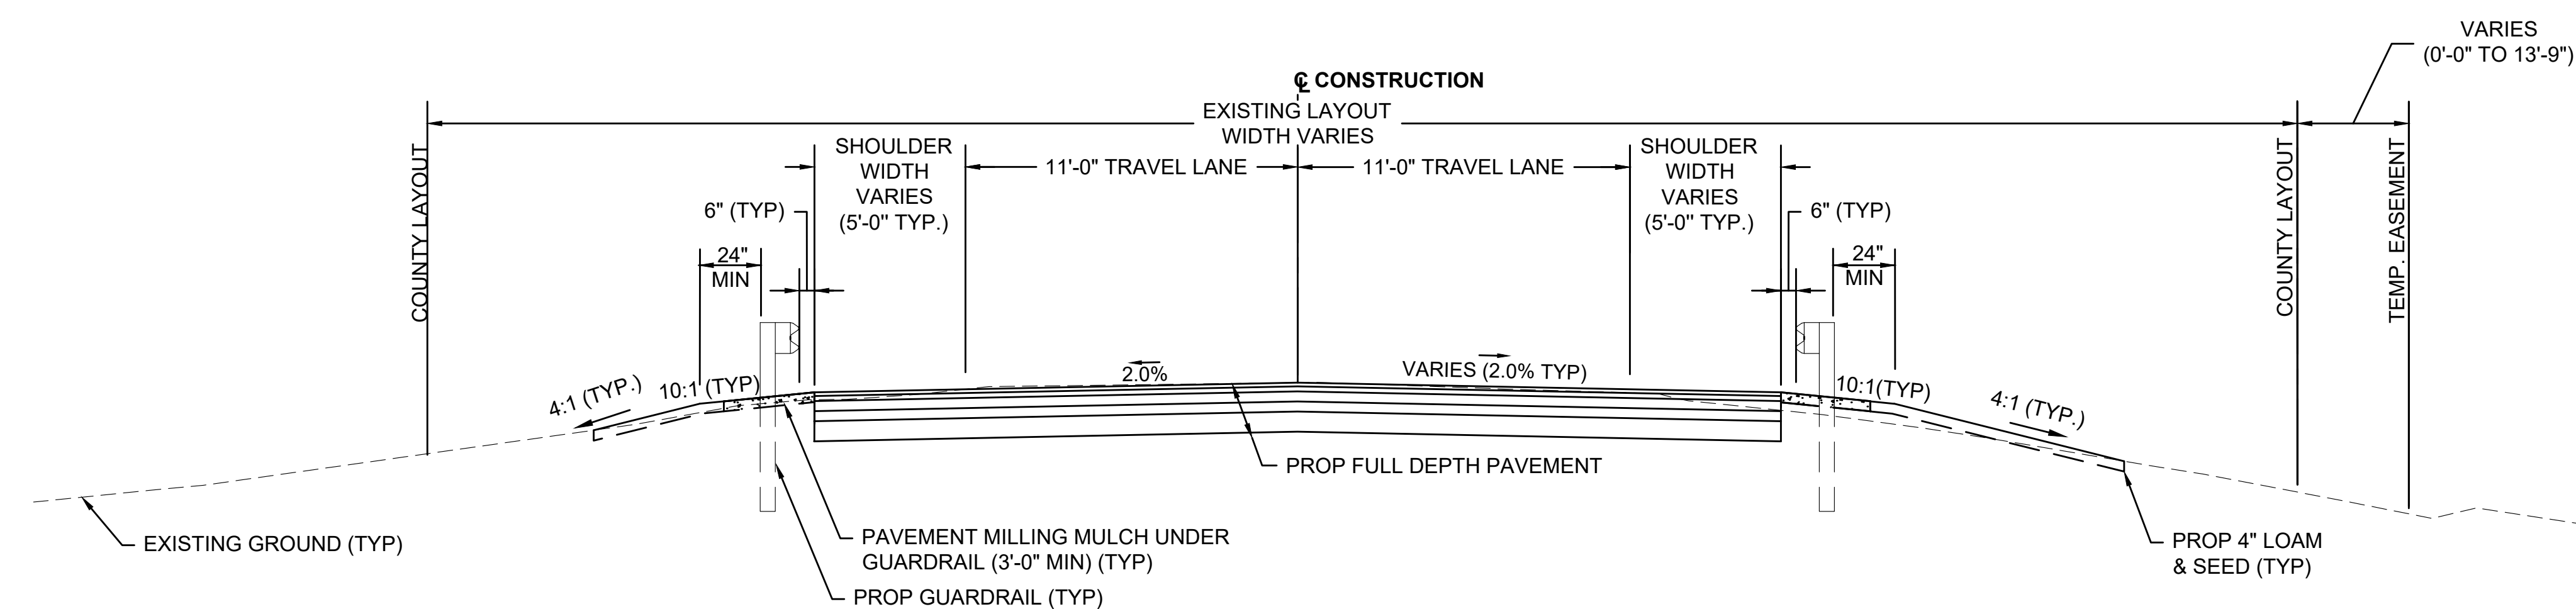 VARIES
(0'-0" TO 13'-9")
℄ CONSTRUCTION
EXISTING LAYOUT
WIDTH VARIES
COUNTY LAYOUT
SHOULDER
WIDTH
VARIES
(5'-0" TYP.)
11'-0" TRAVEL LANE
11'-0" TRAVEL LANE
SHOULDER
WIDTH
VARIES
(5'-0" TYP.)
COUNTY LAYOUT
TEMP. EASEMENT
6" (TYP)
6" (TYP)
24"
MIN
24"
MIN
4:1 (TYP.)
10:1 (TYP)
2.0%
VARIES (2.0% TYP)
10:1(TYP)
4:1 (TYP.)
PROP FULL DEPTH PAVEMENT
EXISTING GROUND (TYP)
PAVEMENT MILLING MULCH UNDER
GUARDRAIL (3'-0" MIN) (TYP)
PROP GUARDRAIL (TYP)
PROP 4" LOAM
& SEED (TYP)